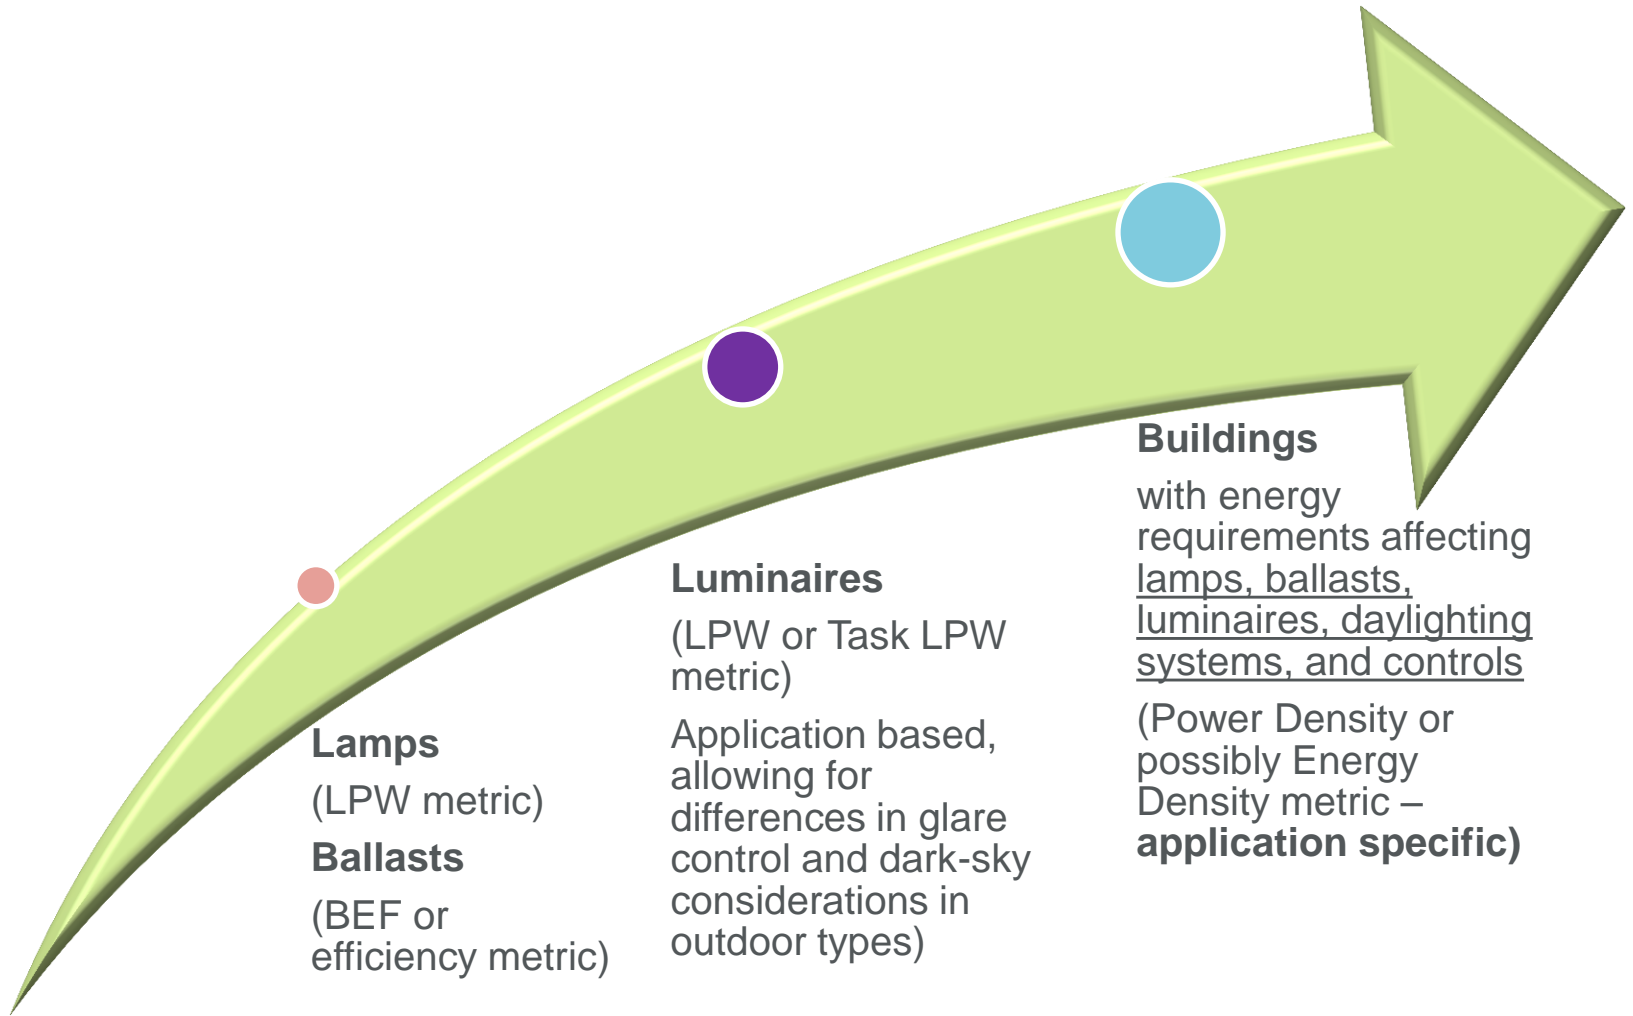 Lamps
(LPW metric)
Ballasts
(BEF or
efficiency metric)
Luminaires
(LPW or Task LPW
metric)
Application based,
allowing for
differences in glare
control and dark-sky
considerations in
outdoor types)
Buildings
with energy
requirements affecting
lamps, ballasts,
luminaires, daylighting
systems, and controls
(Power Density or
possibly Energy
Density metric –
application specific)